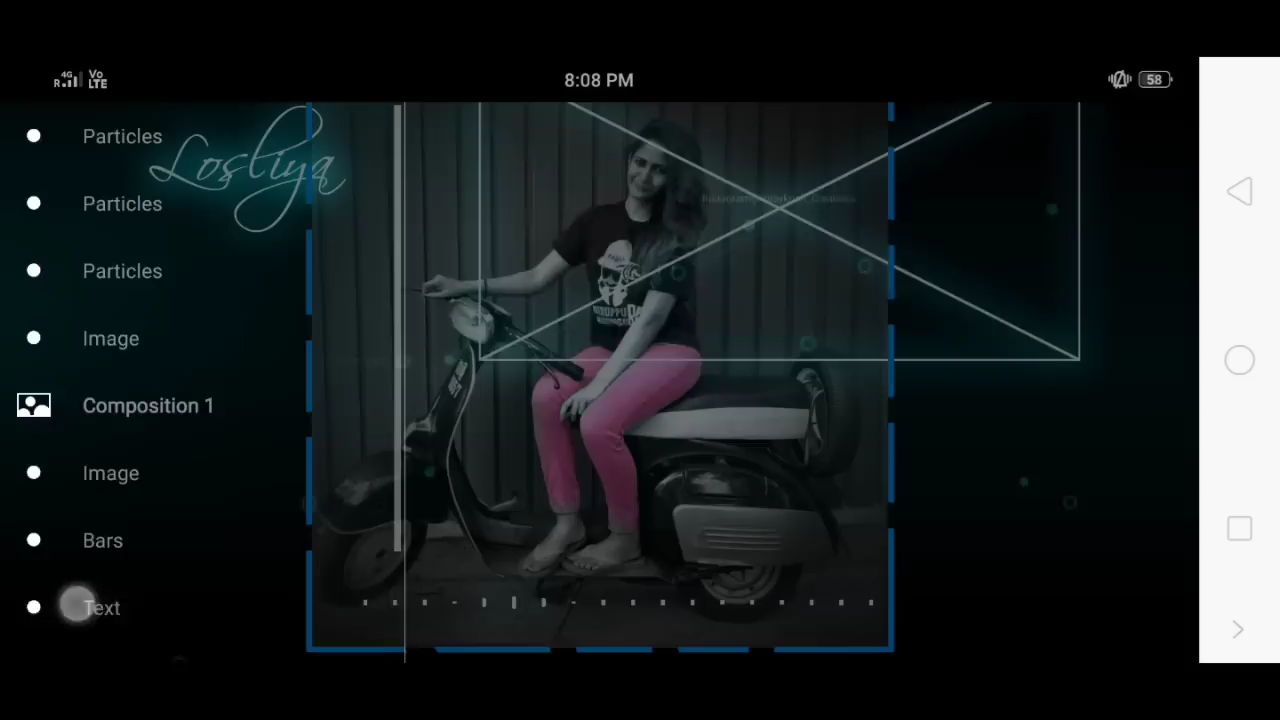 4G
R
Vo
LTE
8:08 PM
58
Particles
Losliya
Particles
Particles
Image
Composition 1
Image
Bars
Text